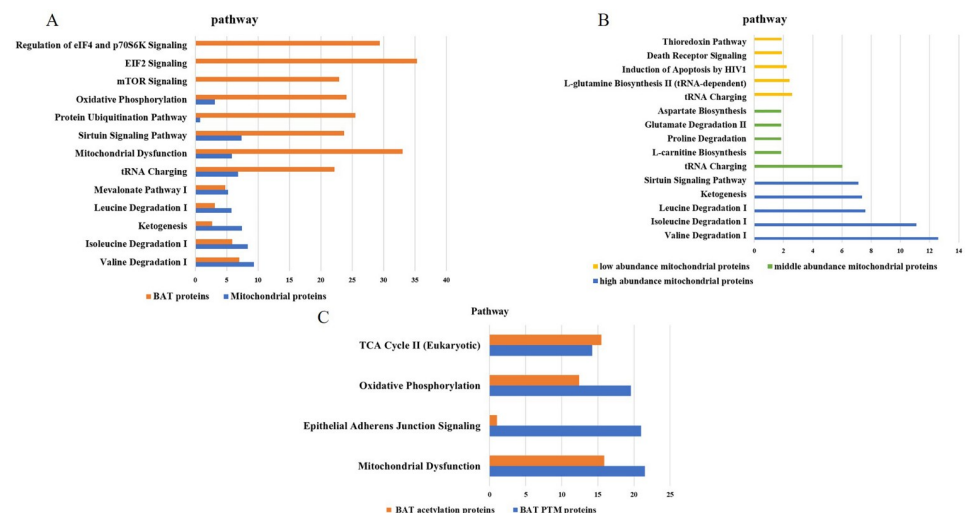 A
pathway
Regulation of eIF4 and p70S6K Signaling
EIF2 Signaling
mTOR Signaling
Oxidative Phosphorylation
Protein Ubiquitination Pathway
Sirtuin Signaling Pathway
Mitochondrial Dysfunction
tRNA Charging
Mevalonate Pathway I
Leucine Degradation I
Ketogenesis
Isoleucine Degradation I
Valine Degradation I
0 5 10 15 20 25 30 35 40
BAT proteins Mitochondrial proteins
B
pathway
Thioredoxin Pathway
Death Receptor Signaling
Induction of Apoptosis by HIV1
L-glutamine Biosynthesis II (tRNA-dependent)
tRNA Charging
Aspartate Biosynthesis
Glutamate Degradation II
Proline Degradation
L-carnitine Biosynthesis
tRNA Charging
Sirtuin Signaling Pathway
Ketogenesis
Leucine Degradation I
Isoleucine Degradation I
Valine Degradation I
0 2 4 6 8 10 12 14
low abundance mitochondrial proteins middle abundance mitochondrial proteins
high abundance mitochondrial proteins
C
Pathway
TCA Cycle II (Eukaryotic)
Oxidative Phosphorylation
Epithelial Adherens Junction Signaling
Mitochondrial Dysfunction
0 5 10 15 20 25
BAT acetylation proteins BAT PTM proteins